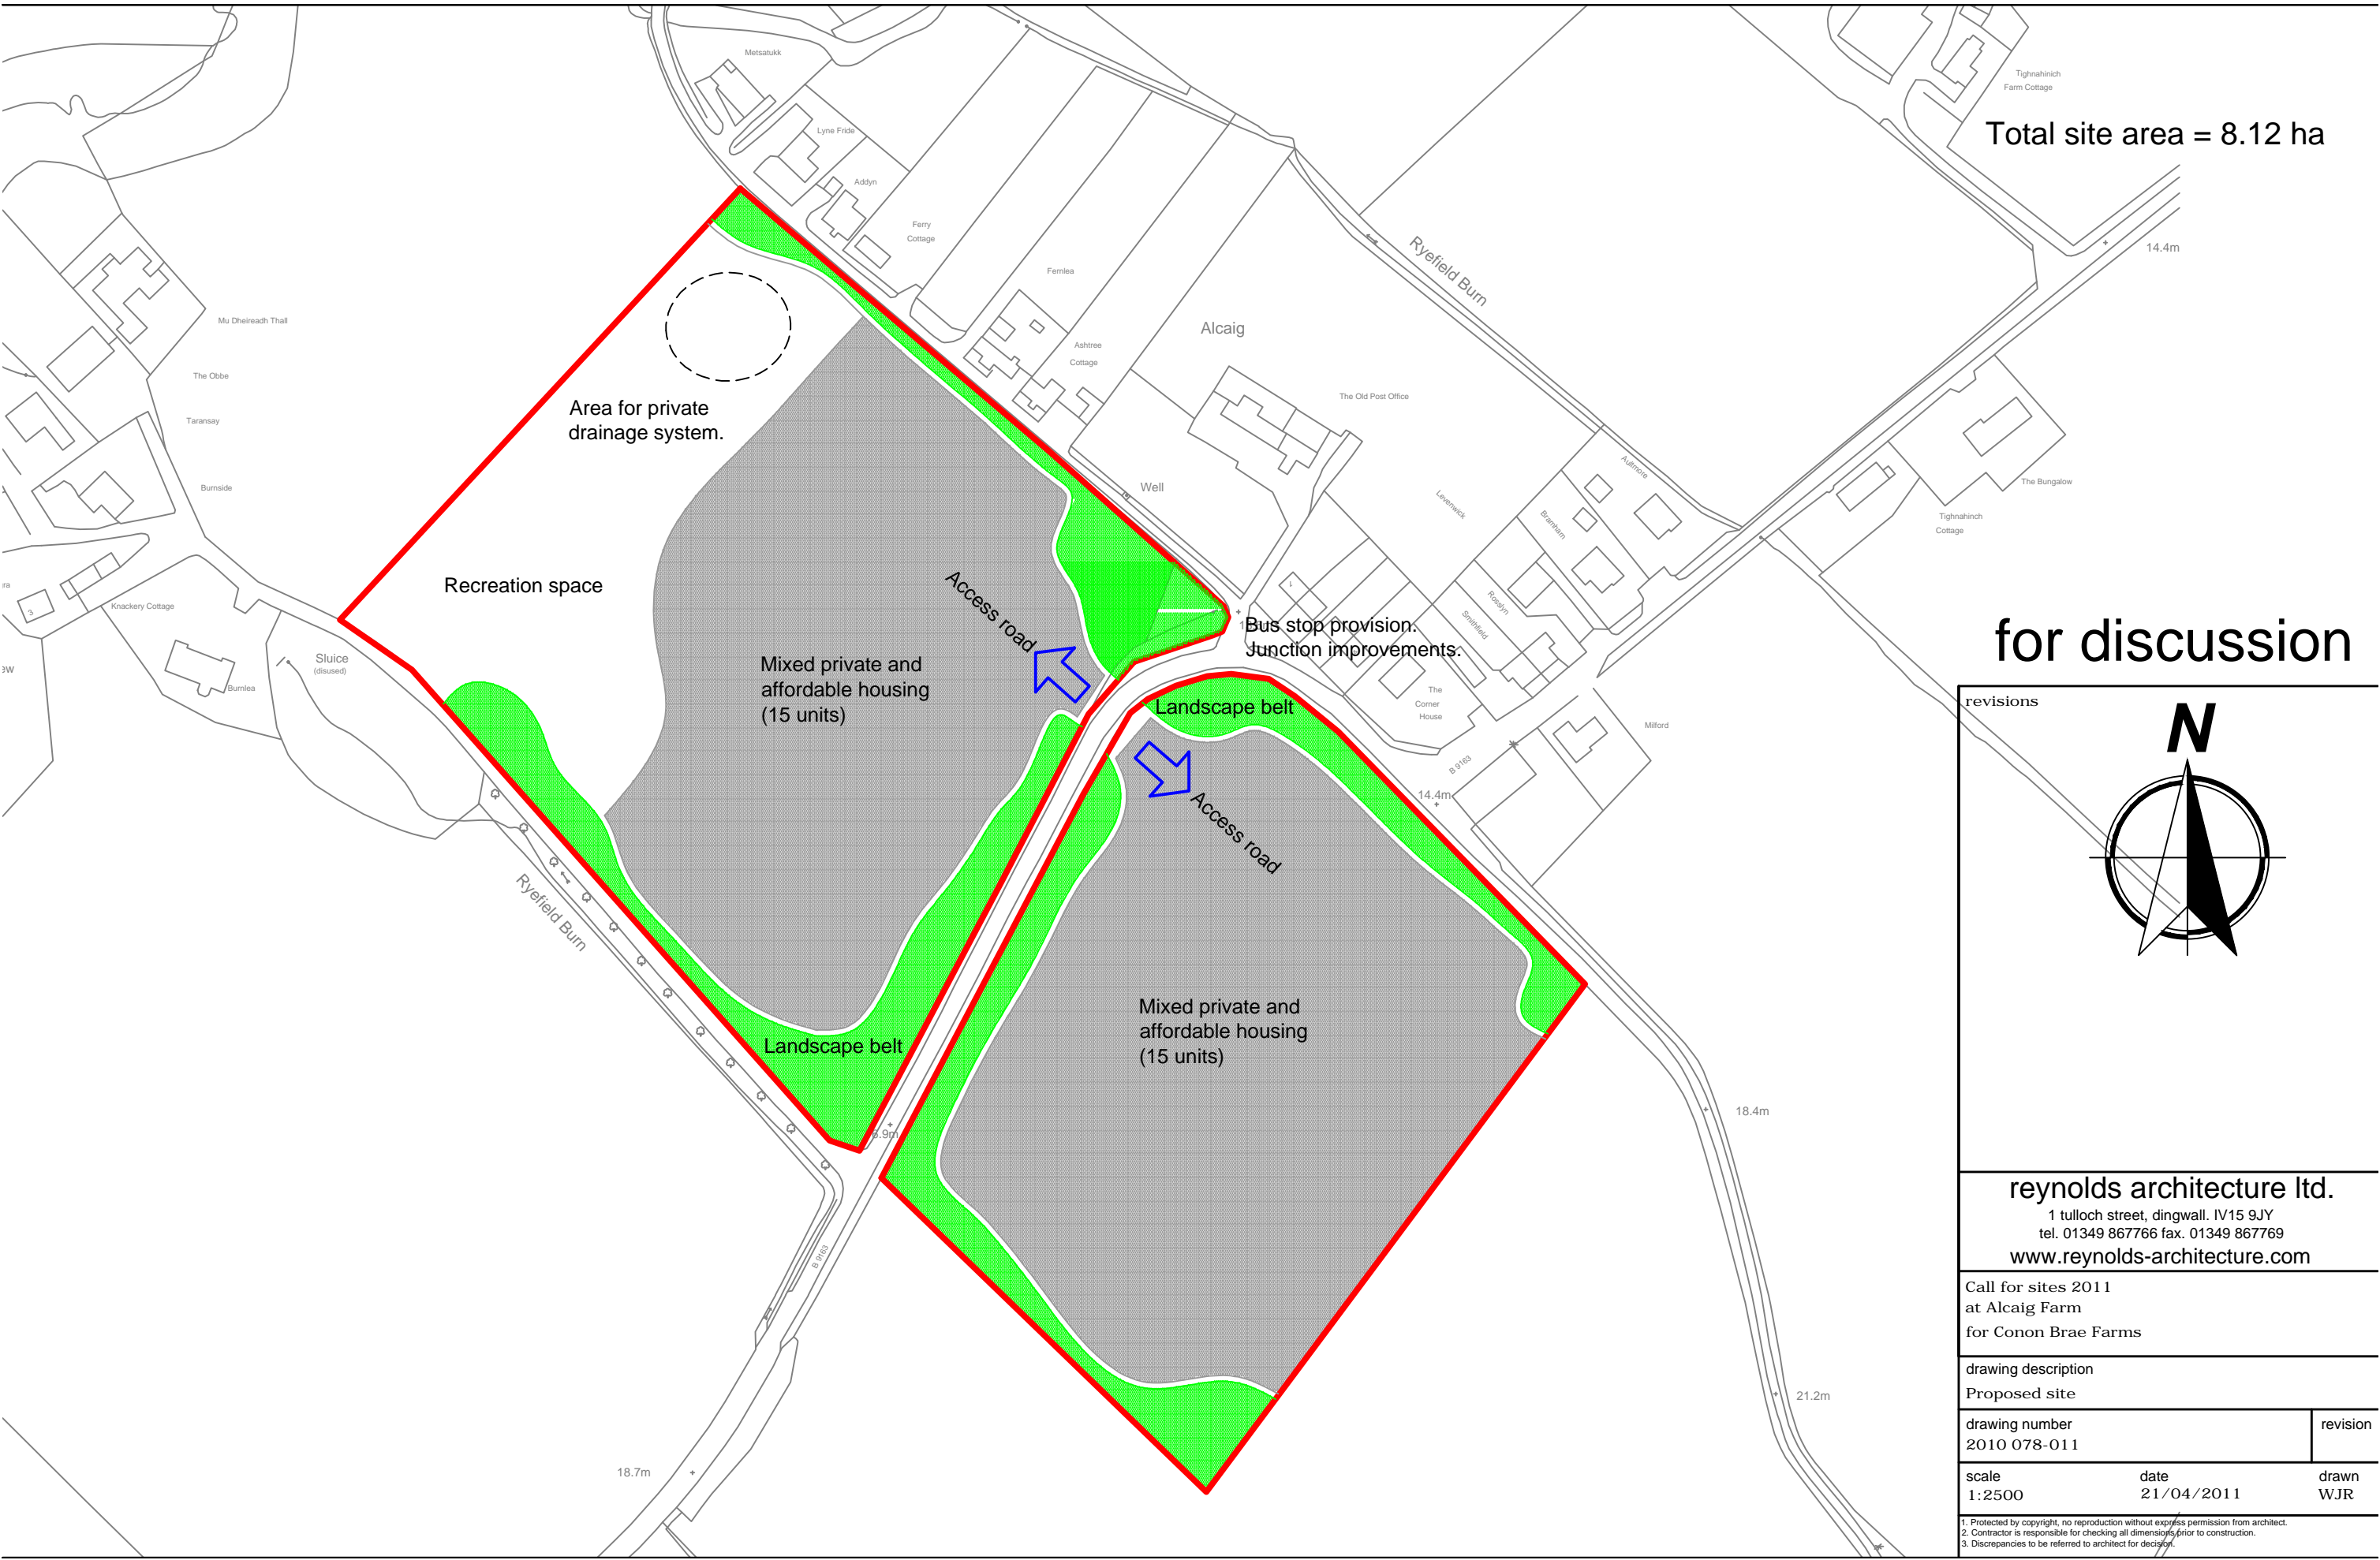 Metsatukk
Lyne Fride
Addyn
Ferry
Cottage
Fernlea
Ashtree
Cottage
Alcaig
Ryefield Burn
The Old Post Office
Well
Levenwick
Aultmore
Bramham
Rosslyn
Smithfield
The
Corner
House
Milford
B 9163
14.4m
Tighnahinich
Farm Cottage
Total site area = 8.12 ha
14.4m
The Bungalow
Tighnahinch
Cottage
Mu Dheireadh Thall
The Obbe
Taransay
Burnside
Knackery Cottage
3
Burnlea
Sluice
(disused)
Ryefield Burn
Area for private
drainage system.
Recreation space
Mixed private and
affordable housing
(15 units)
Access road
Bus stop provision.
Junction improvements.
Landscape belt
Access road
Mixed private and
affordable housing
(15 units)
Landscape belt
B 9163
18.7m
18.4m
21.2m
for discussion
revisions
N
reynolds architecture ltd.
1 tulloch street, dingwall. IV15 9JY
tel. 01349 867766 fax. 01349 867769
www.reynolds-architecture.com
Call for sites 2011
at Alcaig Farm
for Conon Brae Farms
drawing description
Proposed site
drawing number
2010 078-011
revision
scale
1:2500
date
21/04/2011
drawn
WJR
1. Protected by copyright, no reproduction without express permission from architect.
2. Contractor is responsible for checking all dimensions prior to construction.
3. Discrepancies to be referred to architect for decision.